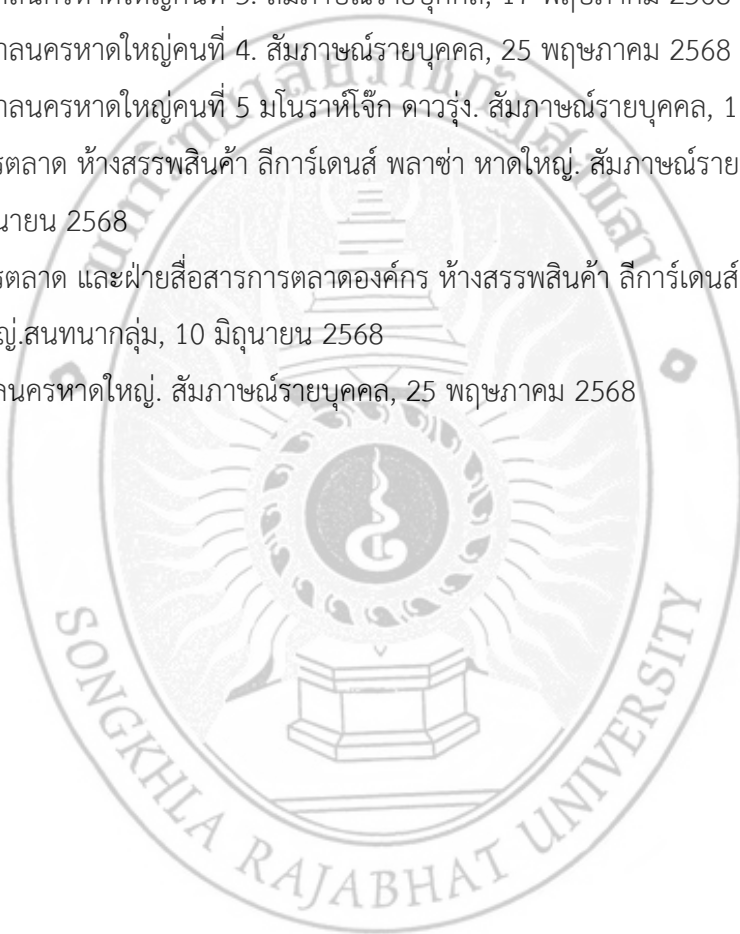 าลนครหาดใหญ่คนที่ 4. สัมภาษณ์รายบุคคล, 25 พฤษภาคม 2568
าลนครหาดใหญ่คนที่ 5 มโนราห์โจ๊ก ดาวรุ่ง. สัมภาษณ์รายบุคคล, 1
รตลาด ห้างสรรพสินค้า ลีการ์เดนส์ พลาซ่า หาดใหญ่. สัมภาษณ์ราย
นายน 2568
รตลาด และฝ่ายสื่อสารการตลาดองค์กร ห้างสรรพสินค้า ลีการ์เดนส์
ญ่.สนทนากลุ่ม, 10 มิถุนายน 2568
ลนครหาดใหญ่. สัมภาษณ์รายบุคคล, 25 พฤษภาคม 2568
SONGKHLA RAJABHAT UNIVERSITY